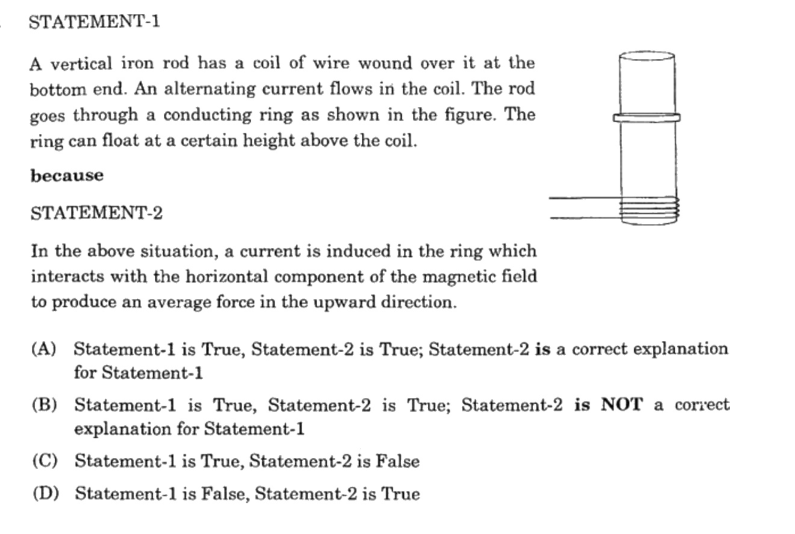 STATEMENT-1
A vertical iron rod has a coil of wire wound over it at the
bottom end. An alternating current flows in the coil. The rod
goes through a conducting ring as shown in the figure. The
ring can float at a certain height above the coil.
because
STATEMENT-2
In the above situation, a current is induced in the ring which
interacts with the horizontal component of the magnetic field
to produce an average force in the upward direction.
(A) Statement-1 is True, Statement-2 is True; Statement-2 is a correct explanation
for Statement-1
(B) Statement-1 is True, Statement-2 is True; Statement-2 is NOT a correct
explanation for Statement-1
(C) Statement-1 is True, Statement-2 is False
(D) Statement-1 is False, Statement-2 is True